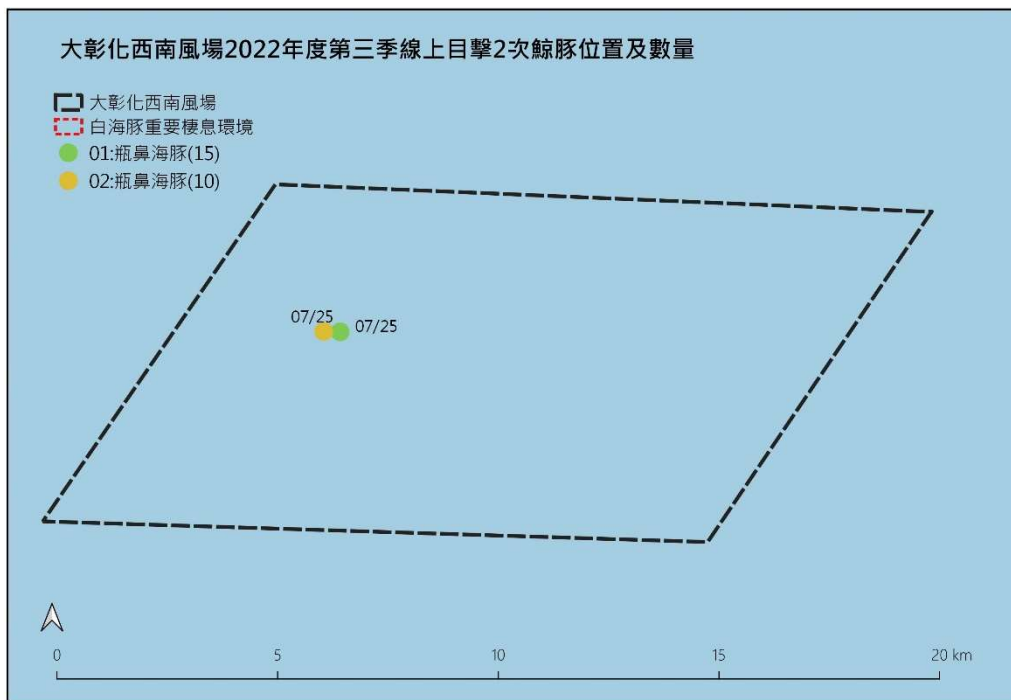 大彰化西南風場2022年度第三季線上目擊2次鯨豚位置及數量
大彰化西南風場
白海豚重要棲息環境
01:瓶鼻海豚(15)
02:瓶鼻海豚(10)
07/25
07/25
0 5 10 15 20 km